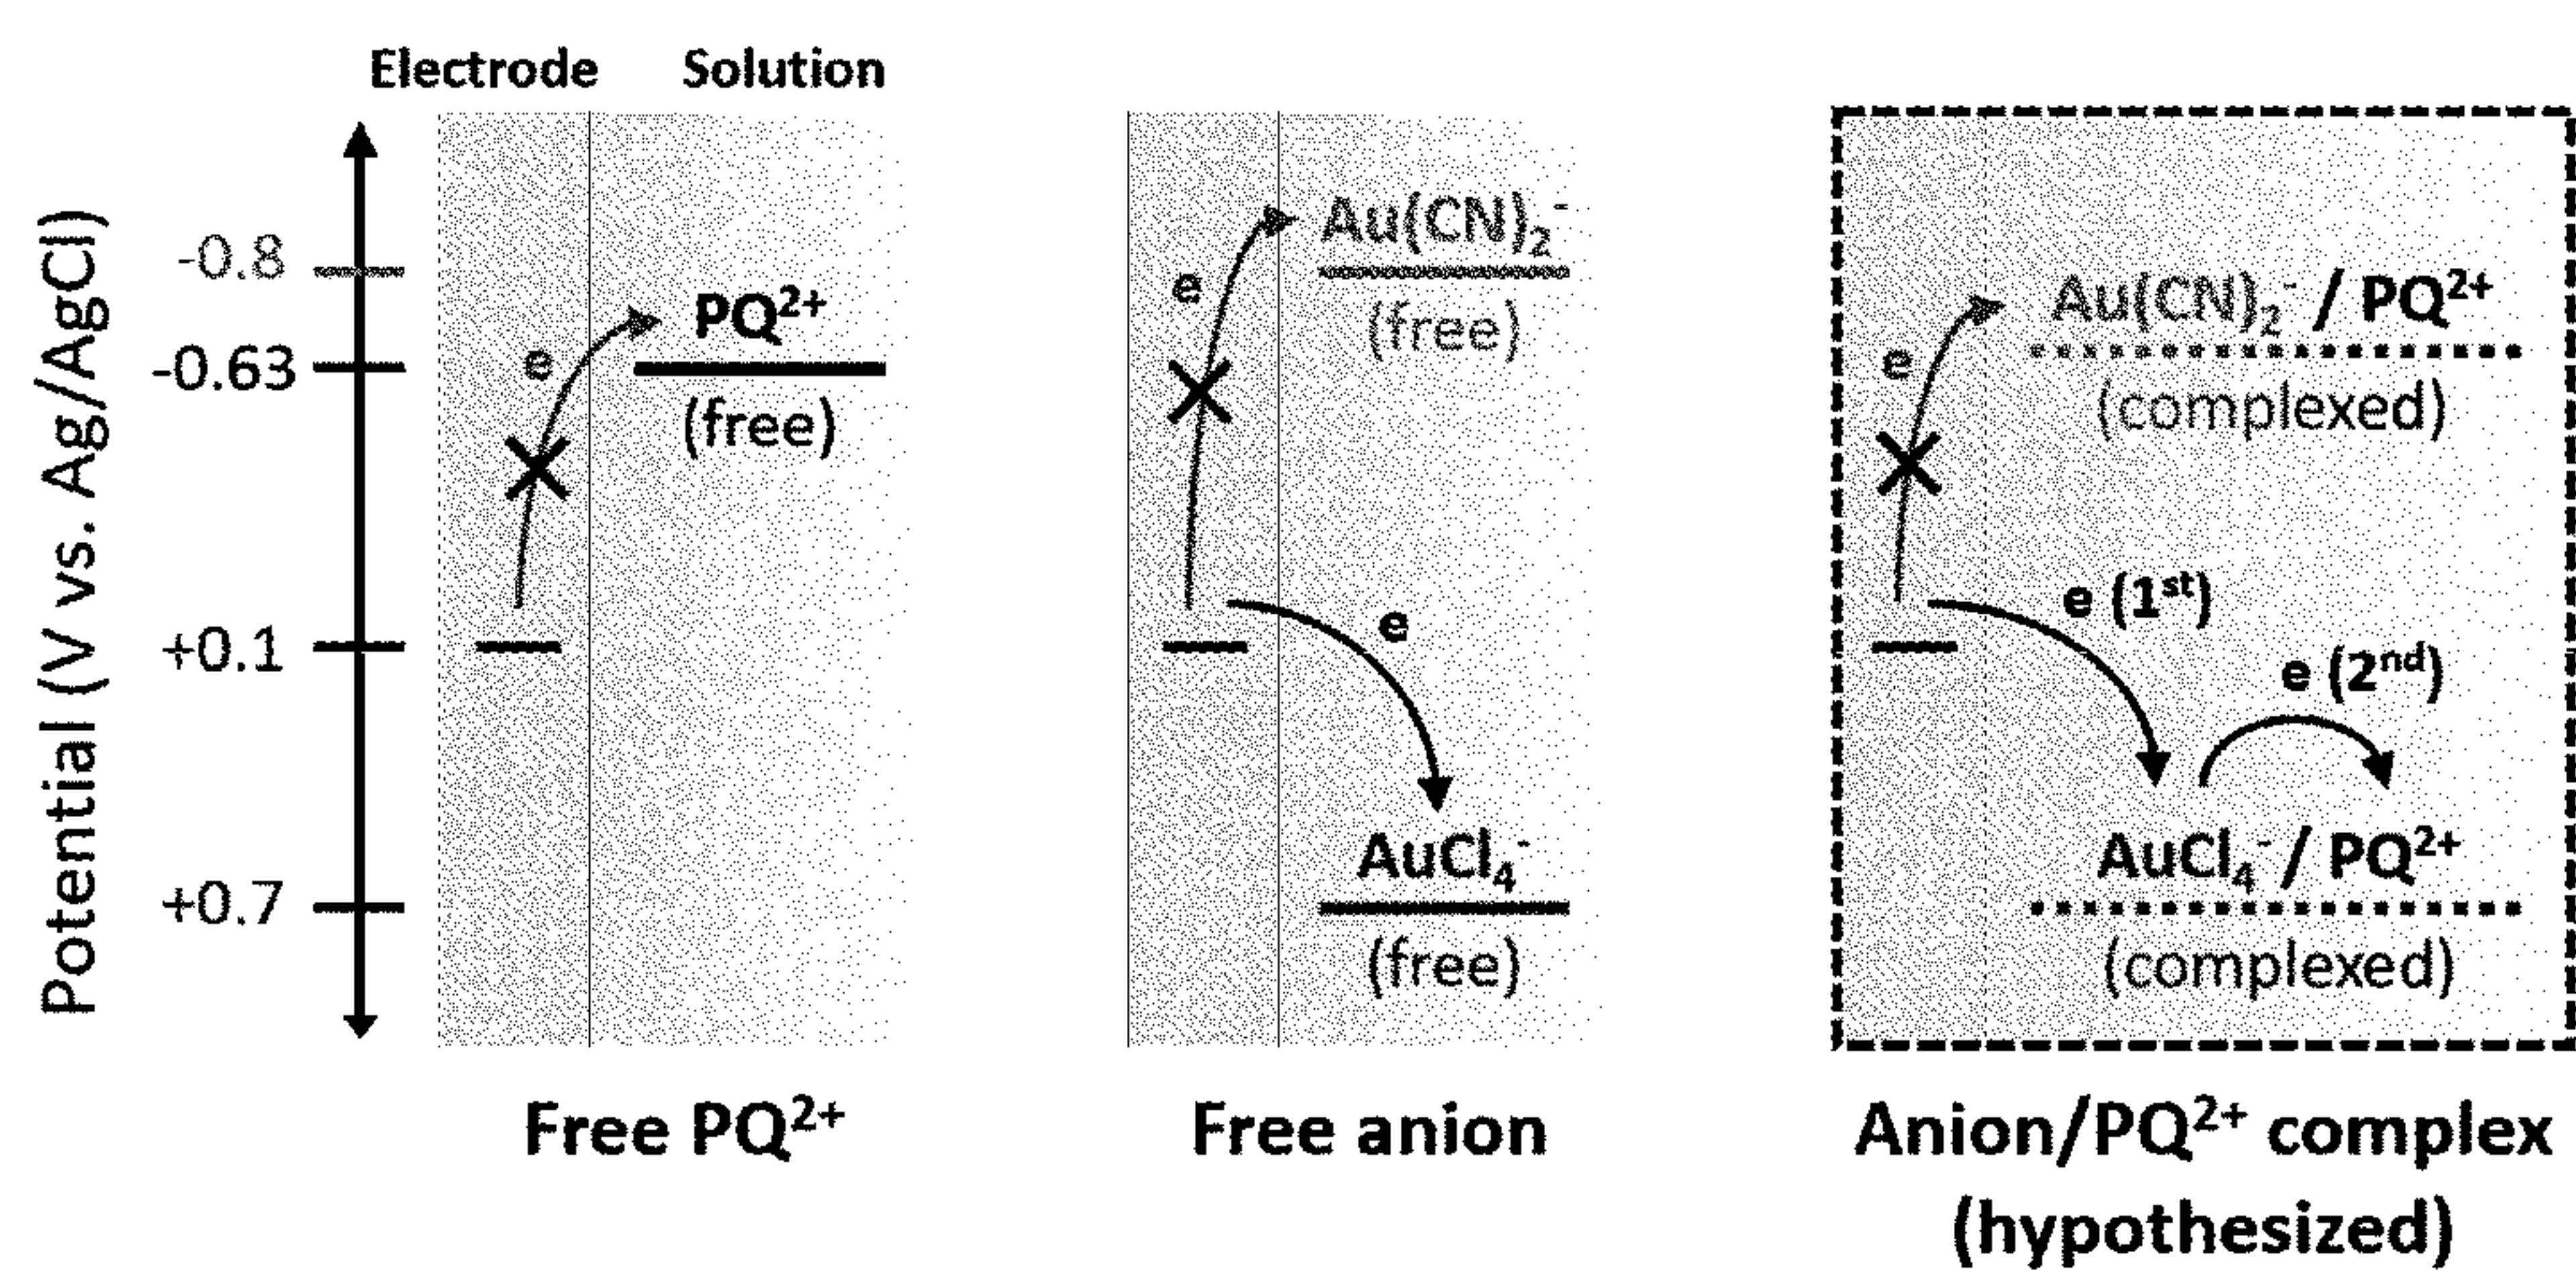 Electrode Solution
Potential (V vs. Ag/AgCl)
-0.8
-0.63
+0.1
+0.7
e
PQ²⁺
(free)
Free PQ²⁺
e
Au(CN)₂⁻
(free)
e
AuCl₄⁻
(free)
Free anion
e
Au(CN)₂⁻ / PQ²⁺
(complexed)
e (1ˢᵗ)
e (2ⁿᵈ)
AuCl₄⁻ / PQ²⁺
(complexed)
Anion/PQ²⁺ complex
(hypothesized)